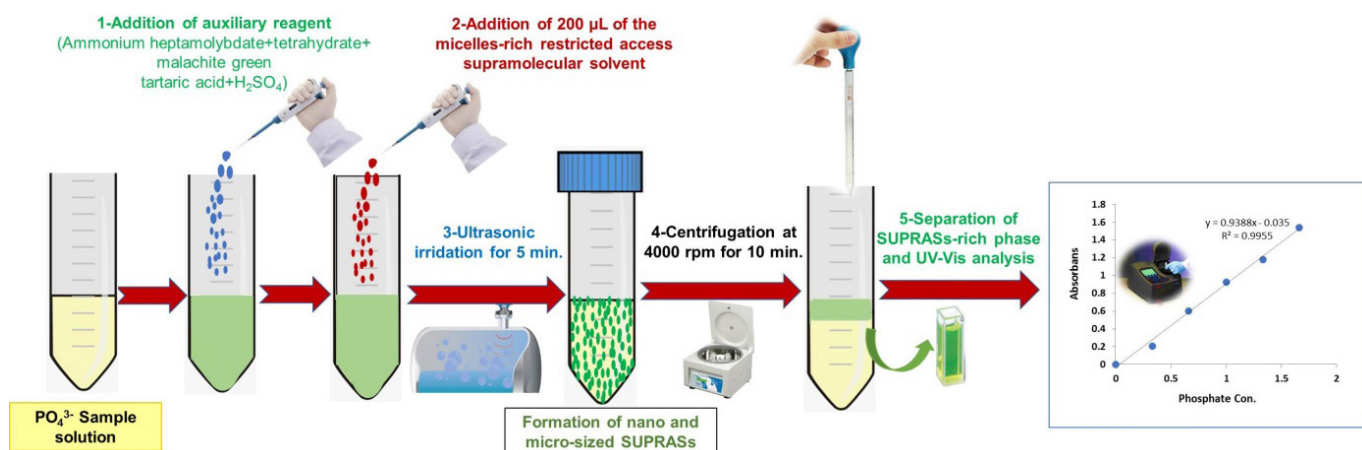 1-Addition of auxiliary reagent
(Ammonium heptamolybdate+tetrahydrate+
malachite green
tartaric acid+H₂SO₄)
2-Addition of 200 µL of the
micelles-rich restricted access
supramolecular solvent
3-Ultrasonic
irridation for 5 min.
4-Centrifugation at
4000 rpm for 10 min.
5-Separation of
SUPRASs-rich phase
and UV-Vis analysis
PO₄³⁻ Sample
solution
Formation of nano and
micro-sized SUPRASs
y = 0.9388x - 0.035
R² = 0.9955
Absorbans
1.8
1.6
1.4
1.2
1
0.8
0.6
0.4
0.2
0
0 0.5 1 1.5 2
Phosphate Con.